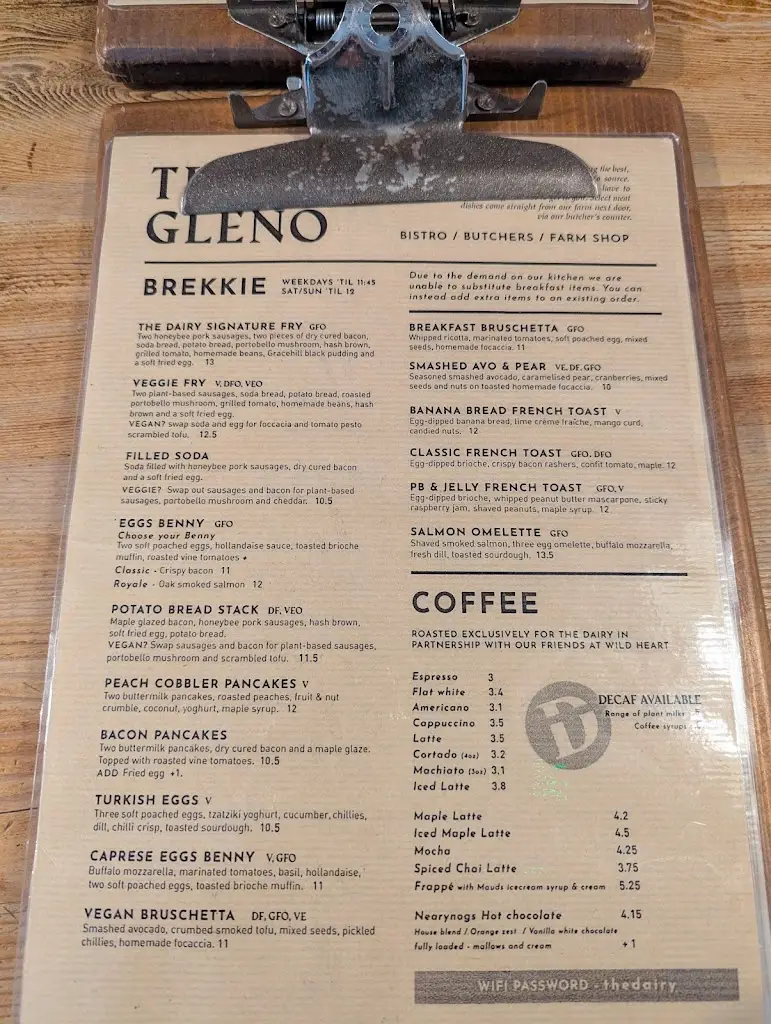 GLENO
ng the best,
source.
have to
Select meat
dishes come straight from our farm next door,
via our butcher's counter.
BISTRO / BUTCHERS / FARM SHOP
BREKKIE WEEKDAYS 'TIL 11:45
SAT/SUN 'TIL 12
THE DAIRY SIGNATURE FRY GFO
Two honeybee pork sausages, two pieces of dry cured bacon,
soda bread, potato bread, portobello mushroom, hash brown,
grilled tomato, homemade beans, Gracehill black pudding and
a soft fried egg. 13
VEGGIE FRY V, DFO, VEO
Two plant-based sausages, soda bread, potato bread, roasted
portobello mushroom, grilled tomato, homemade beans, hash
brown and a soft fried egg.
VEGAN? swap soda and egg for foccacia and tomato pesto
scrambled tofu. 12.5
FILLED SODA
Soda filled with honeybee pork sausages, dry cured bacon
and a soft fried egg.
VEGGIE? Swap out sausages and bacon for plant-based
sausages, portobello mushroom and cheddar. 10.5
EGGS BENNY GFO
Choose your Benny
Two soft poached eggs, hollandaise sauce, toasted brioche
muffin, roasted vine tomatoes +
Classic - Crispy bacon 11
Royale - Oak smoked salmon 12
POTATO BREAD STACK DF, VEO
Maple glazed bacon, honeybee pork sausages, hash brown,
soft fried egg, potato bread.
VEGAN? Swap sausages and bacon for plant-based sausages,
portobello mushroom and scrambled tofu. 11.5
PEACH COBBLER PANCAKES V
Two buttermilk pancakes, roasted peaches, fruit & nut
crumble, coconut, yoghurt, maple syrup. 12
BACON PANCAKES
Two buttermilk pancakes, dry cured bacon and a maple glaze.
Topped with roasted vine tomatoes. 10.5
ADD Fried egg +1.
TURKISH EGGS V
Three soft poached eggs, tzatziki yoghurt, cucumber, chillies,
dill, chilli crisp, toasted sourdough. 10.5
CAPRESE EGGS BENNY V, GFO
Buffalo mozzarella, marinated tomatoes, basil, hollandaise,
two soft poached eggs, toasted brioche muffin. 11
VEGAN BRUSCHETTA DF, GFO, VE
Smashed avocado, crumbed smoked tofu, mixed seeds, pickled
chillies, homemade focaccia. 11
Due to the demand on our kitchen we are
unable to substitute breakfast items. You can
instead add extra items to an existing order.
BREAKFAST BRUSCHETTA GFO
Whipped ricotta, marinated tomatoes, soft poached egg, mixed
seeds, homemade focaccia. 11
SMASHED AVO & PEAR VE, DF, GFO
Seasoned smashed avocado, caramelised pear, cranberries, mixed
seeds and nuts on toasted homemade focaccia. 10
BANANA BREAD FRENCH TOAST V
Egg-dipped banana bread, lime crème fraîche, mango curd,
candied nuts. 12
CLASSIC FRENCH TOAST GFO, DFO
Egg-dipped brioche, crispy bacon rashers, confit tomato, maple. 12
PB & JELLY FRENCH TOAST GFO, V
Egg-dipped brioche, whipped peanut butter mascarpone, sticky
raspberry jam, shaved peanuts, maple syrup. 12
SALMON OMELETTE GFO
Shaved smoked salmon, three egg omelette, buffalo mozzarella,
fresh dill, toasted sourdough. 13.5
COFFEE
ROASTED EXCLUSIVELY FOR THE DAIRY IN
PARTNERSHIP WITH OUR FRIENDS AT WILD HEART
Espresso 3
Flat white 3.4
Americano 3.1
Cappuccino 3.5
Latte 3.5
Cortado (4oz) 3.2
Machiato (3oz) 3.1
Iced Latte 3.8
DECAF AVAILABLE
Range of plant milks
Coffee syrups
Maple Latte 4.2
Iced Maple Latte 4.5
Mocha 4.25
Spiced Chai Latte 3.75
Frappé with Mauds icecream syrup & cream 5.25
Nearynogs Hot chocolate 4.15
House blend / Orange zest / Vanilla white chocolate
fully loaded - mallows and cream +1
WIFI PASSWORD - thedairy